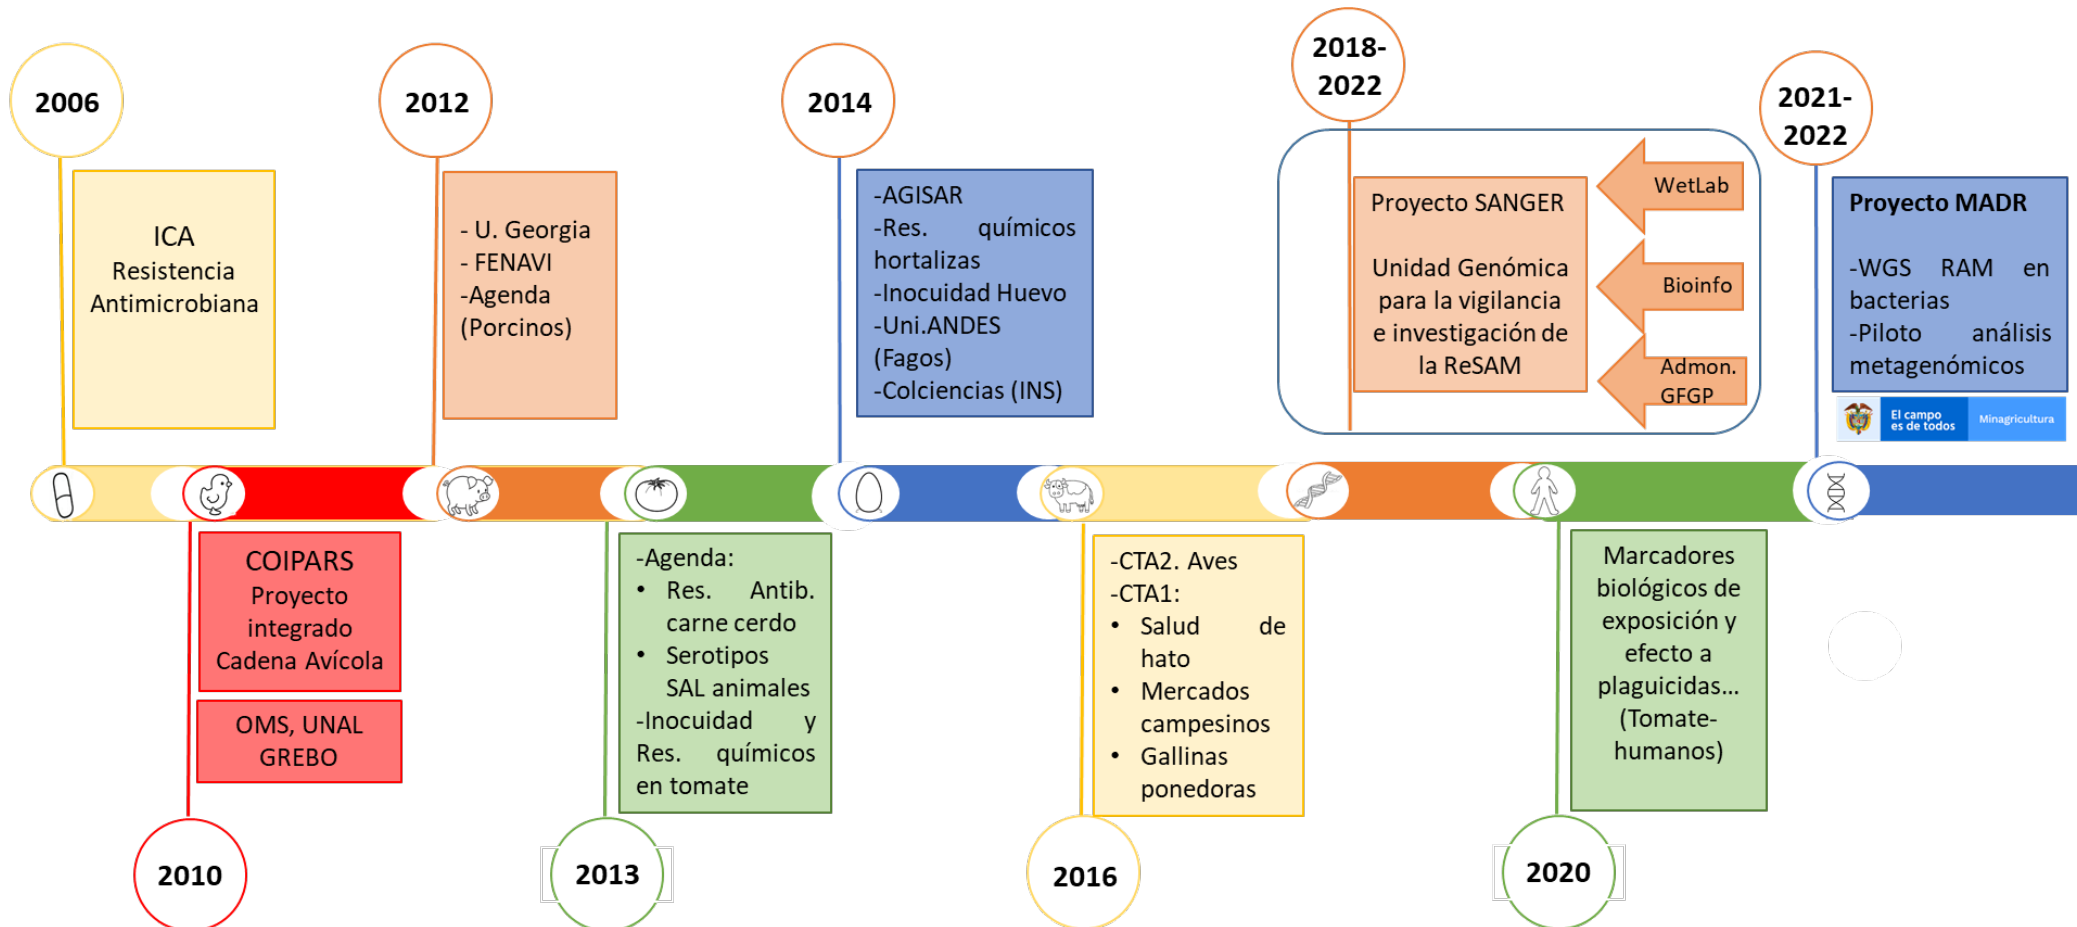 2006
ICA
Resistencia
Antimicrobiana
2010
COIPARS
Proyecto
integrado
Cadena Avícola
OMS, UNAL
GREBO
2012
- U. Georgia
- FENAVI
-Agenda
(Porcinos)
2013
-Agenda:
• Res. Antib.
carne cerdo
• Serotipos
SAL animales
-Inocuidad y
Res. químicos
en tomate
2014
-AGISAR
-Res. químicos
hortalizas
-Inocuidad Huevo
-Uni.ANDES
(Fagos)
-Colciencias (INS)
2016
-CTA2. Aves
-CTA1:
• Salud de
hato
• Mercados
campesinos
• Gallinas
ponedoras
2018-
2022
Proyecto SANGER
Unidad Genómica
para la vigilancia
e investigación de
la ReSAM
WetLab
Bioinfo
Admon.
GFGP
2020
Marcadores
biológicos de
exposición y
efecto a
plaguicidas...
(Tomate-
humanos)
2021-
2022
Proyecto MADR
-WGS RAM en
bacterias
-Piloto análisis
metagenómicos
El campo
es de todos
Minagricultura